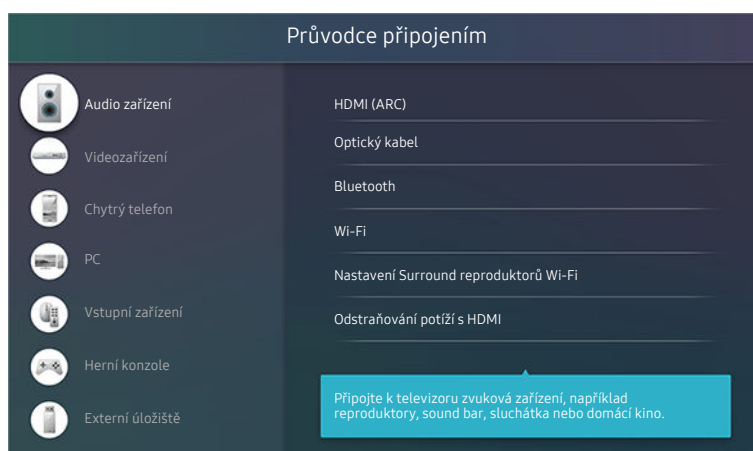 Průvodce připojením
Audio zařízení
Videozařízení
Chytrý telefon
PC
Vstupní zařízení
Herní konzole
Externí úložiště
HDMI (ARC)
Optický kabel
Bluetooth
Wi-Fi
Nastavení Surround reproduktorů Wi-Fi
Odstraňování potíží s HDMI
Připojte k televizoru zvuková zařízení, například
reproduktory, sound bar, sluchátka nebo domácí kino.